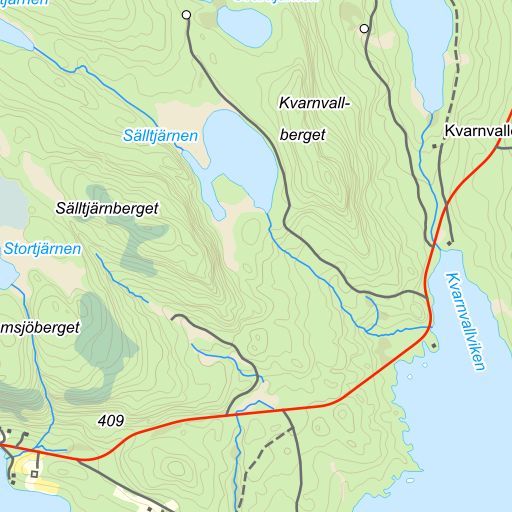 Kvarnvall-
berget
Sälltjärnen
Kvarnvall
Sälltjärnberget
Stortjärnen
Kvarnvallviken
msjöberget
409